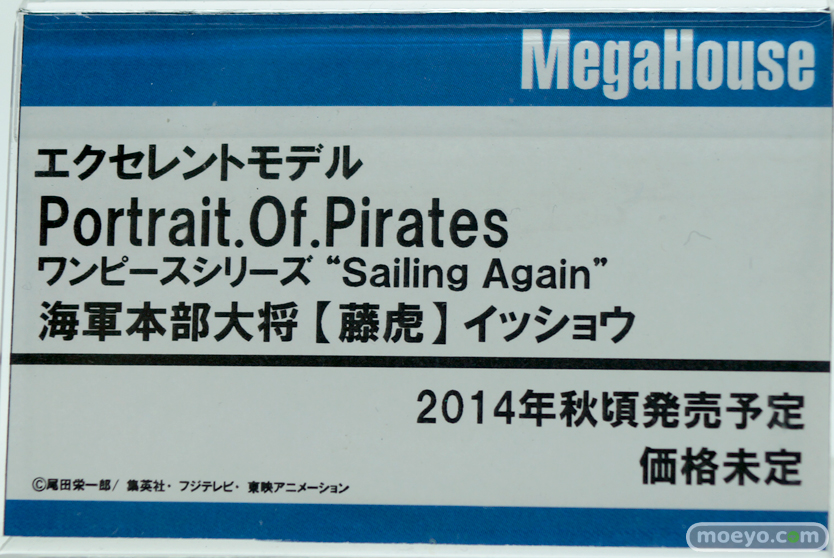 MegaHouse
エクセレントモデル
Portrait.Of.Pirates
ワンピースシリーズ “Sailing Again”
海軍本部大将【藤虎】イッショウ
2014年秋頃発売予定
価格未定
©尾田栄一郎/ 集英社・フジテレビ・東映アニメーション
moeyo.com